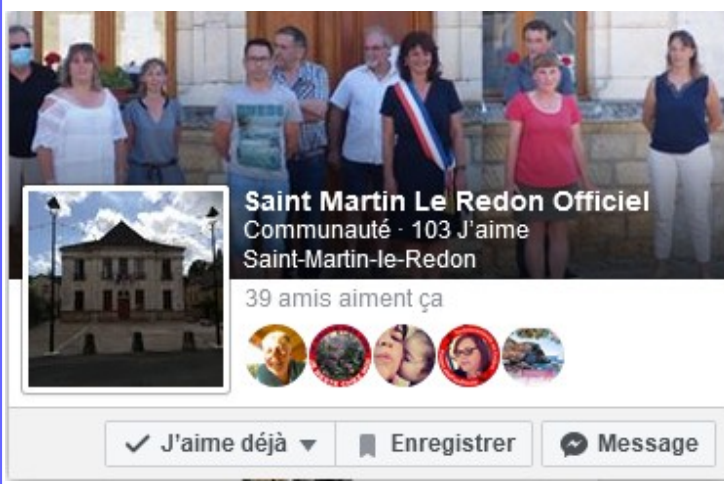 Saint Martin Le Redon Officiel
Communauté · 103 J'aime
Saint-Martin-le-Redon
39 amis aiment ça
J'aime déjà
Enregistrer
Message